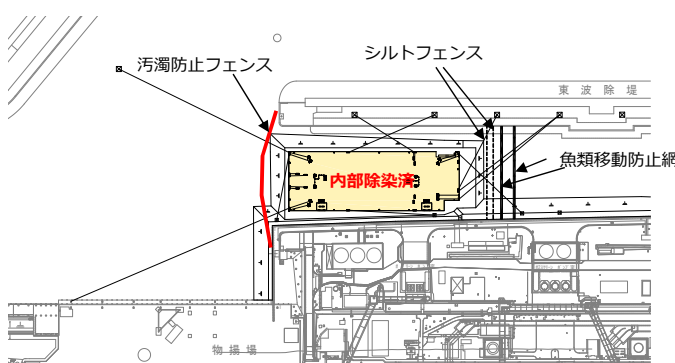 シルトフェンス
汚濁防止フェンス
東波除堤
魚類移動防止網
内部除染済
物揚場